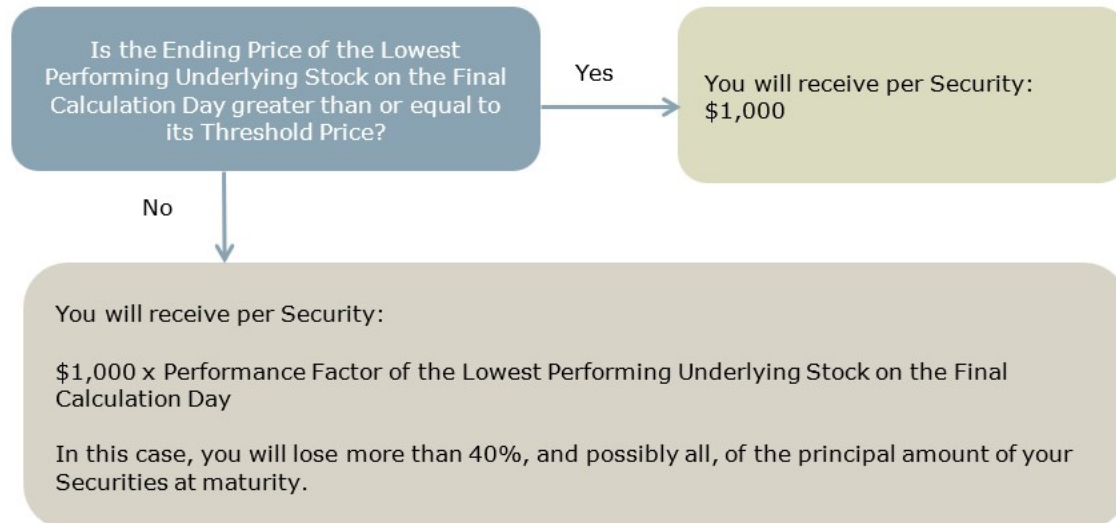 Is the Ending Price of the Lowest
Performing Underlying Stock on the Final
Calculation Day greater than or equal to
its Threshold Price?
Yes
You will receive per Security:
$1,000
No
You will receive per Security:
$1,000 x Performance Factor of the Lowest Performing Underlying Stock on the Final
Calculation Day
In this case, you will lose more than 40%, and possibly all, of the principal amount of your
Securities at maturity.